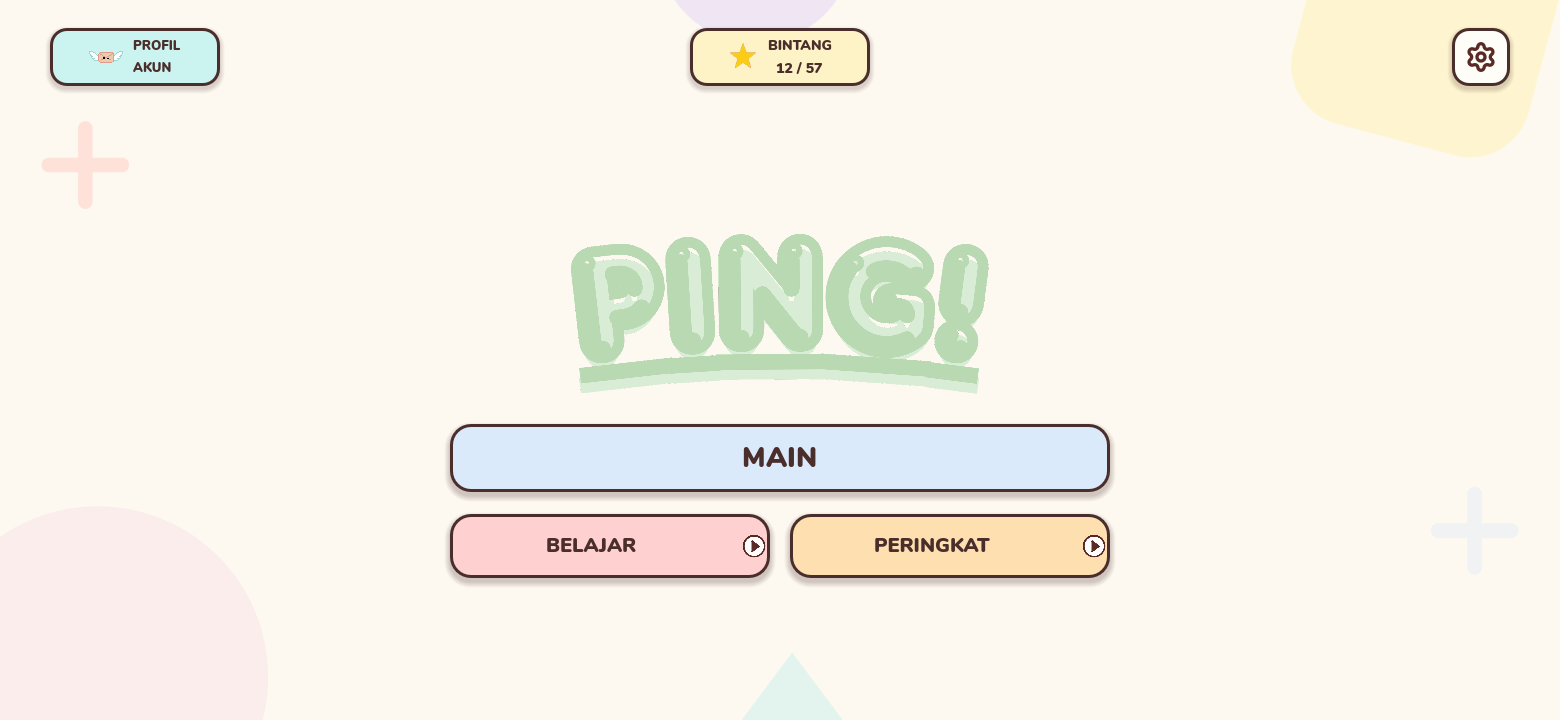 PROFIL
AKUN
BINTANG
12 / 57
PING!
MAIN
BELAJAR
PERINGKAT